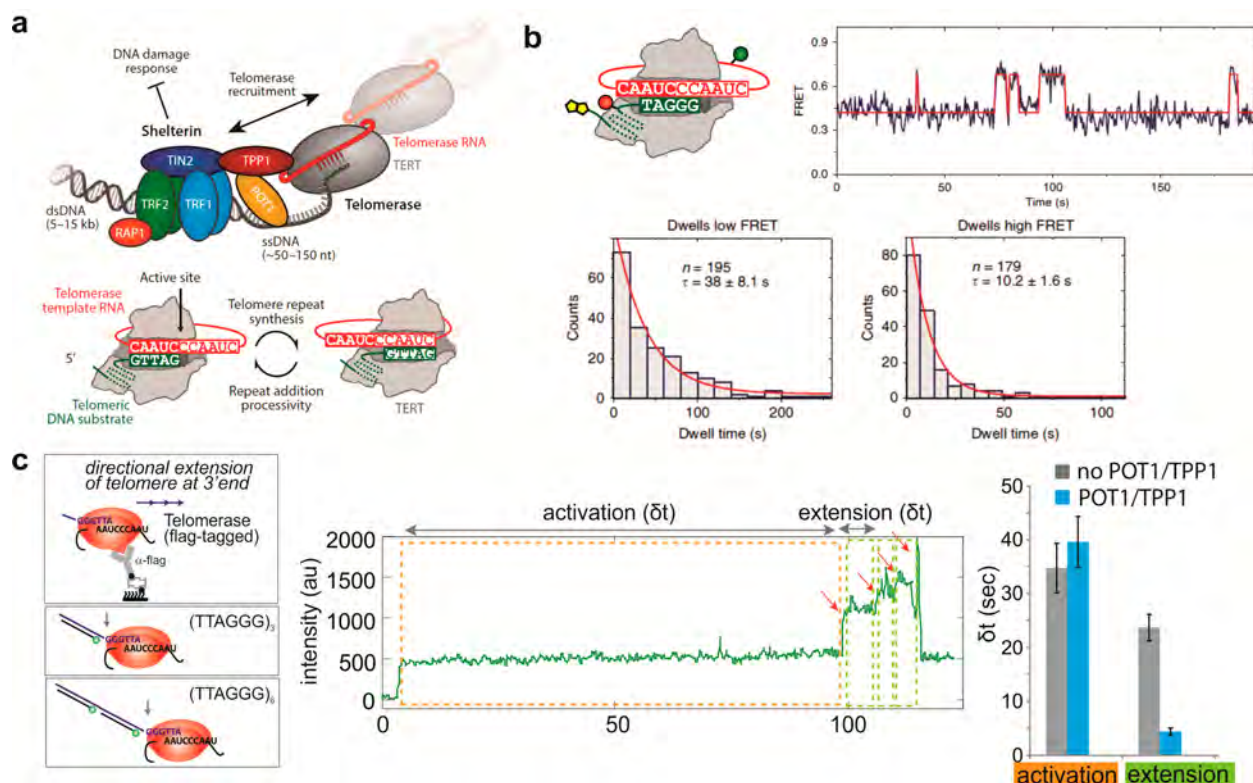 a
DNA damage
response
Telomerase
recruitment
Shelterin
Telomerase RNA
TIN2
TPP1
TERT
POT1
TRF2
TRF1
RAP1
dsDNA
(5–15 kb)
Telomerase
ssDNA
(~50–150 nt)
Active site
Telomerase
template RNA
Telomere repeat
synthesis
CAAUCCCAAUC
GTTAG
CAAUCCCAAUC
GTTAG
5'
Repeat addition
processivity
Telomeric
DNA substrate
TERT
b
CAAUCCCAAUC
TAGGG
FRET
0.9
0.6
0.3
0
0
50
100
150
Time (s)
Dwells low FRET
n = 195
τ = 38 ± 8.1 s
Counts
60
40
20
0
0
100
200
Dwell time (s)
Dwells high FRET
n = 179
τ = 10.2 ± 1.6 s
Counts
80
60
40
20
0
0
50
100
Dwell time (s)
c
directional extension
of telomere at 3'end
GGGTTA
AAUCCCAAU
Telomerase
(flag-tagged)
α-flag
(TTAGGG)3
GGGTTA
AAUCCCAAU
(TTAGGG)6
GGGTTA
AAUCCCAAU
activation (δt)
extension (δt)
intensity (au)
2000
1500
1000
500
0
0
50
100
no POT1/TPP1
POT1/TPP1
δt (sec)
50
40
30
20
10
0
activation
extension